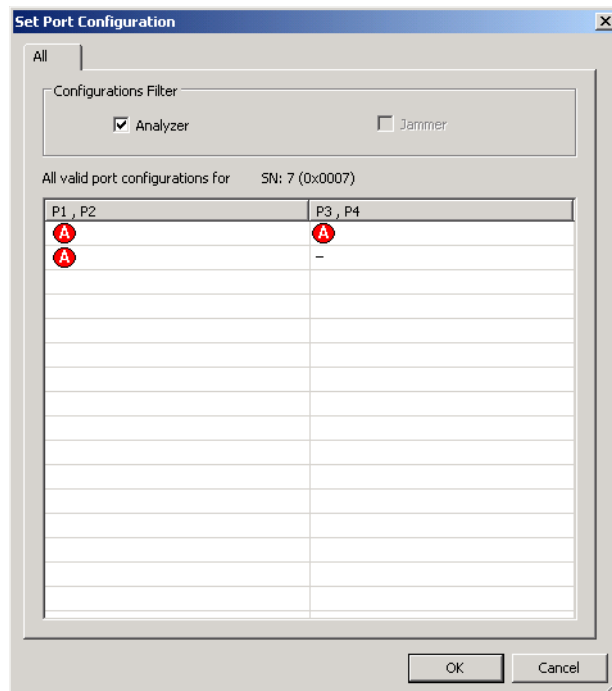 Set Port Configuration
All
Configurations Filter
Analyzer Jammer
All valid port configurations for SN: 7 (0x0007)
P1 , P2 P3 , P4
A A
A –
OK Cancel